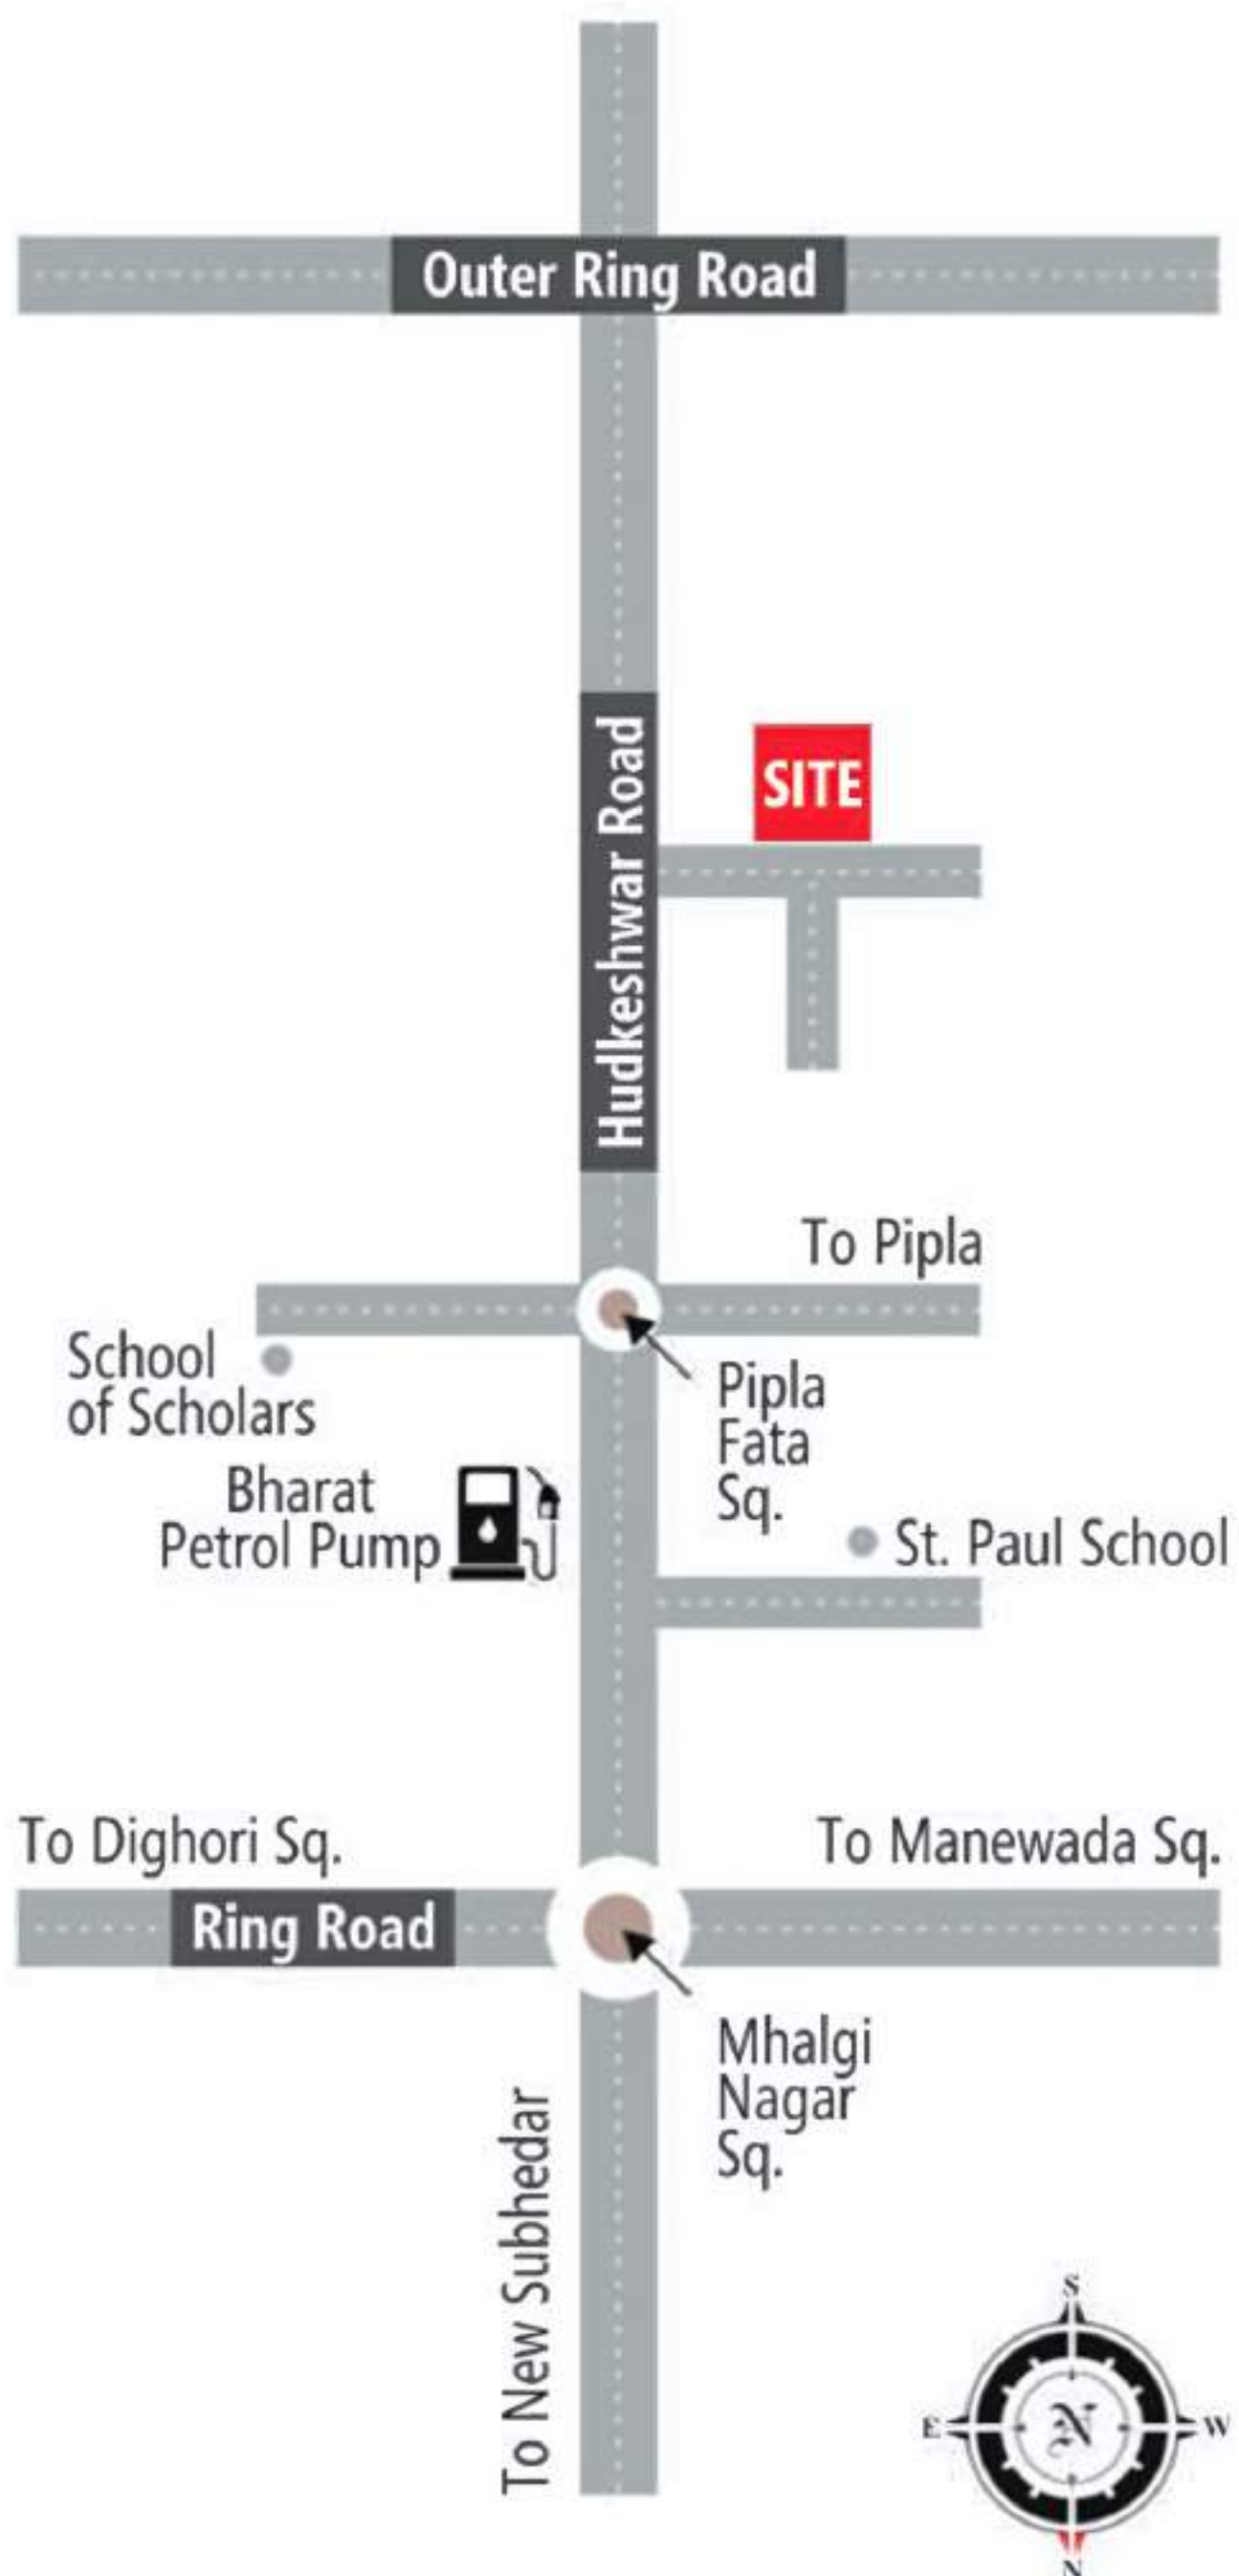 Outer Ring Road
SITE
Hudkeshwar Road
To Pipla
School
of Scholars
Pipla
Fata
Sq.
Bharat
Petrol Pump
St. Paul School
To Dighori Sq.
To Manewada Sq.
Ring Road
Mhalgi
Nagar
Sq.
To New Subhedar
S
E
N
W
N